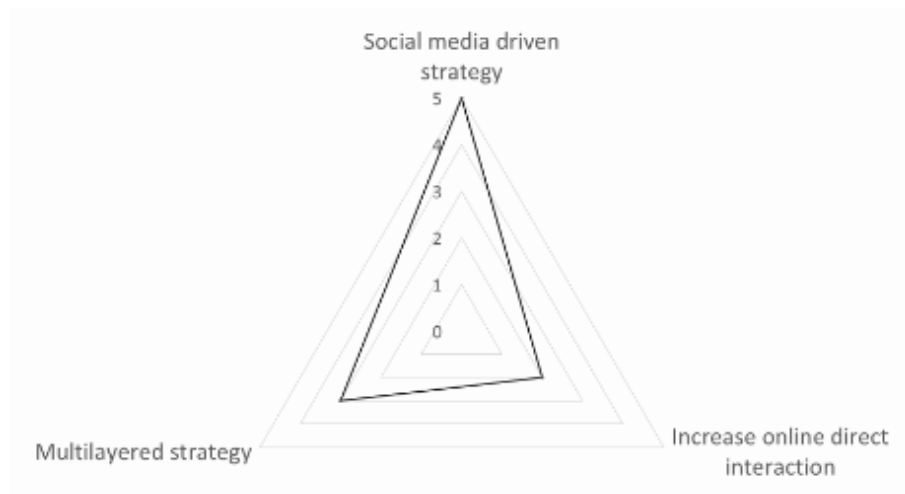 Social media driven
strategy
5
4
3
2
1
0
Multilayered strategy
Increase online direct
interaction